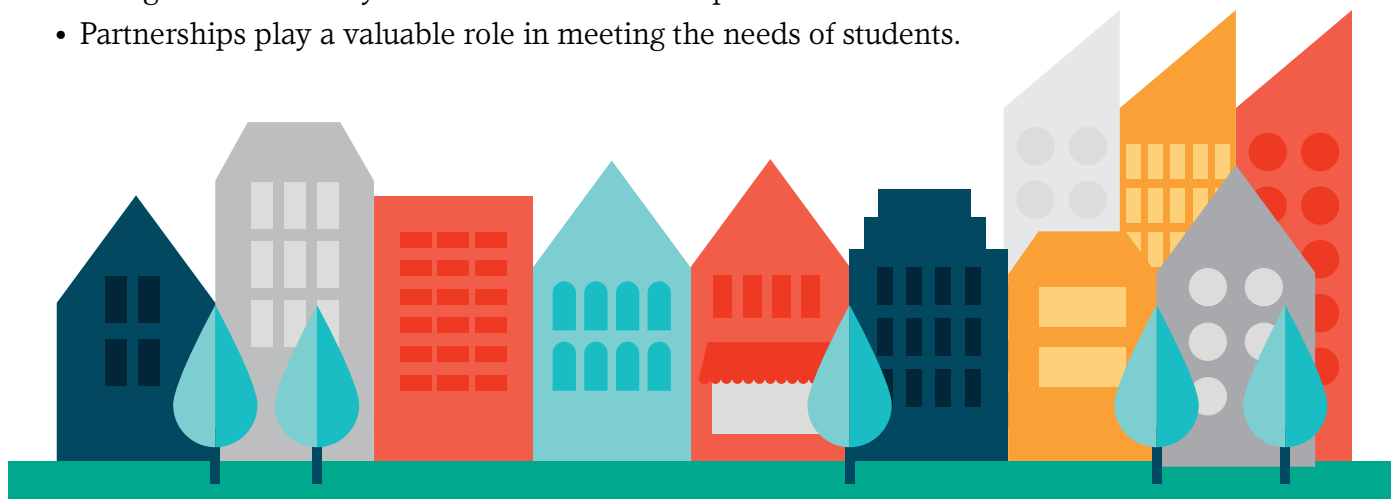 • Partnerships play a valuable role in meeting the needs of students.